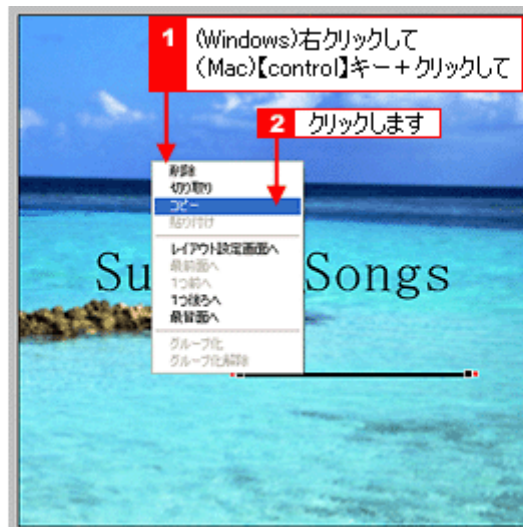 1 (Windows)右クリックして
(Mac)【control】キー＋クリックして
2 クリックします
削除
切り取り
コピー
貼り付け
レイアウト設定画面へ
最前面へ
1つ前へ
1つ後ろへ
最背面へ
グループ化
グループ化解除
Su Songs